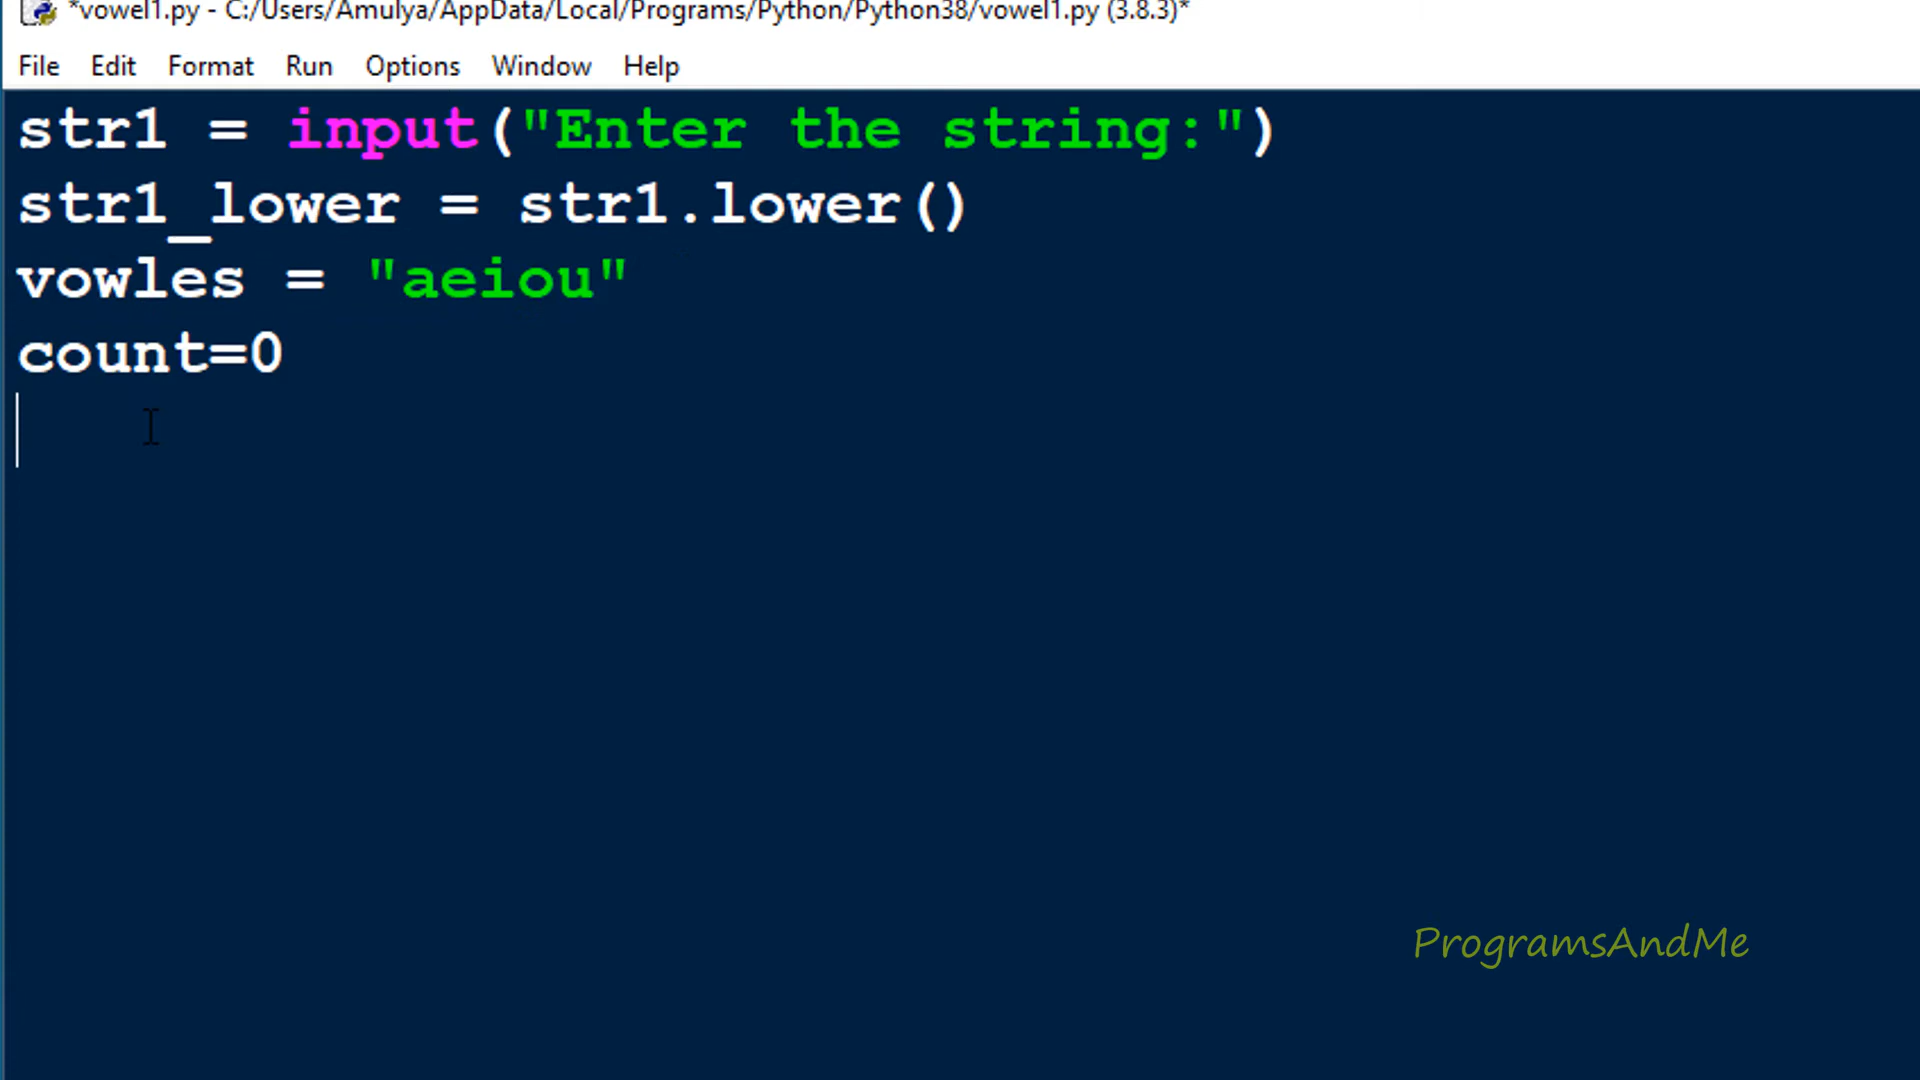 *vowel1.py - C:/Users/Amulya/AppData/Local/Programs/Python/Python38/vowel1.py (3.8.3)*
File Edit Format Run Options Window Help
str1 = input("Enter the string:")
str1_lower = str1.lower()
vowles = "aeiou"
count=0
ProgramsAndMe